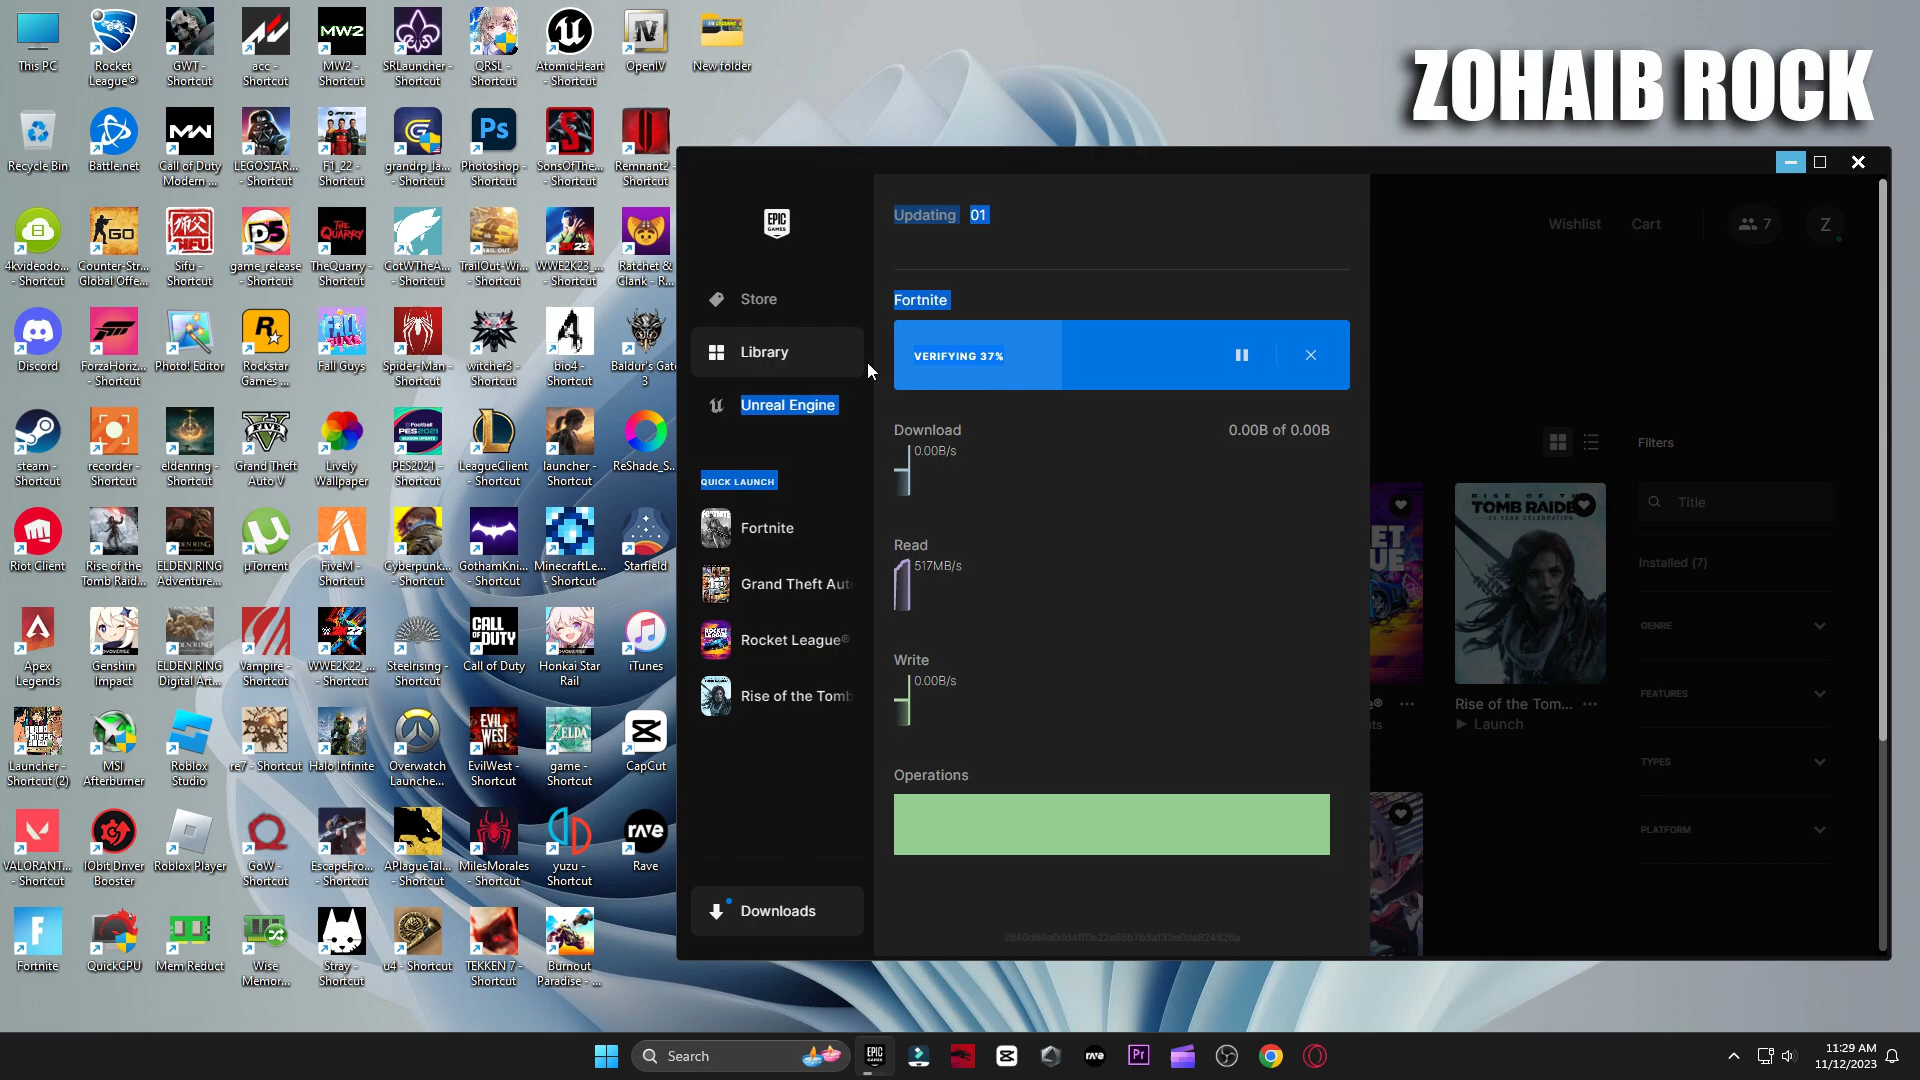 This PC
Rocket League®
GWT - Shortcut
acc - Shortcut
MW2 - Shortcut
SRLauncher - Shortcut
QRSL - Shortcut
AtomicHeart - Shortcut
OpenIV
New folder
ZOHAIB ROCK
Recycle Bin
Battle.net
Call of Duty Modern ...
LEGOSTAR... - Shortcut
F1_22 - Shortcut
grandrp_la... - Shortcut
Photoshop - Shortcut
SonsOfThe... - Shortcut
Remnant2 - Shortcut
4kvideodo... - Shortcut
Counter-Str... Global Offe...
Sifu - Shortcut
game_release - Shortcut
TheQuarry - Shortcut
CotWTheA... - Shortcut
TrailOut-Wi... - Shortcut
WWE2K23_... - Shortcut
Ratchet & Clank - R...
Discord
ForzaHoriz... - Shortcut
Photo! Editor
Rockstar Games ...
Fall Guys
Spider-Man - Shortcut
witcher3 - Shortcut
bio4 - Shortcut
Baldur's Gate 3
steam - Shortcut
recorder - Shortcut
eldenring - Shortcut
Grand Theft Auto V
Lively Wallpaper
PES2021 - Shortcut
LeagueClient - Shortcut
launcher - Shortcut
ReShade_S...
Riot Client
Rise of the Tomb Raid...
ELDEN RING Adventure...
µTorrent
FiveM - Shortcut
Cyberpunk... - Shortcut
GothamKni... - Shortcut
MinecraftLe... - Shortcut
Starfield
Apex Legends
Genshin Impact
ELDEN RING Digital Art...
Vampire - Shortcut
WWE2K22_... - Shortcut
Steelrising - Shortcut
Call of Duty
Honkai Star Rail
iTunes
Launcher - Shortcut (2)
MSI Afterburner
Roblox Studio
re7 - Shortcut
Halo Infinite
Overwatch Launche...
EvilWest - Shortcut
game - Shortcut
CapCut
VALORANT... - Shortcut
IObit Driver Booster
Roblox Player
GoW - Shortcut
EscapeFro... - Shortcut
APlagueTal... - Shortcut
MilesMorales - Shortcut
yuzu - Shortcut
Rave
Fortnite
QuickCPU
Mem Reduct
Wise Memor...
Stray - Shortcut
u4 - Shortcut
TEKKEN 7 - Shortcut
Burnout Paradise - ...
EPIC GAMES
Store
Library
Unreal Engine
QUICK LAUNCH
Fortnite
Grand Theft Aut
Rocket League®
Rise of the Tomb
Downloads
Updating 01
Fortnite
VERIFYING 37%
Download 0.00B of 0.00B
0.00B/s
Read
517MB/s
Write
0.00B/s
Operations
Wishlist Cart 7 Z
Filters
Title
Installed (7)
GENRE
FEATURES
TYPES
PLATFORM
RISE OF THE
TOMB RAIDE
Rise of the Tom... ...
Launch
Search
11:29 AM
11/12/2023